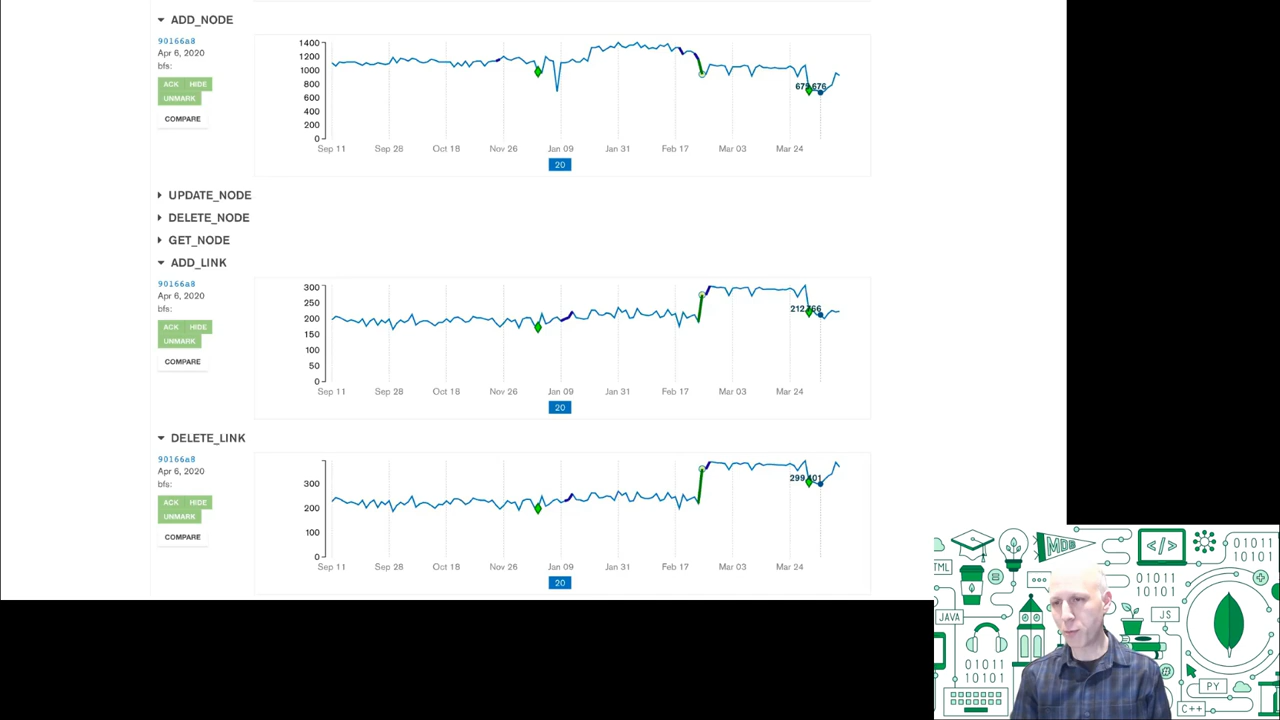 ADD_NODE
90166a8
Apr 6, 2020
bfs:
ACK HIDE
UNMARK
COMPARE
1400
1200
1000
800
600
400
200
0
Sep 11 Sep 28 Oct 18 Nov 26 Jan 09 Jan 31 Feb 17 Mar 03 Mar 24
20
UPDATE_NODE
DELETE_NODE
GET_NODE
ADD_LINK
90166a8
Apr 6, 2020
bfs:
ACK HIDE
UNMARK
COMPARE
300
250
200
150
100
50
0
Sep 11 Sep 28 Oct 18 Nov 26 Jan 09 Jan 31 Feb 17 Mar 03 Mar 24
20
DELETE_LINK
90166a8
Apr 6, 2020
bfs:
ACK HIDE
UNMARK
COMPARE
300
200
100
0
Sep 11 Sep 28 Oct 18 Nov 26 Jan 09 Jan 31 Feb 17 Mar 03 Mar 24
20
MDB
</>
01011
10101
TML
01011
10101
JAVA
JS
01011
10101
#
PY
C++